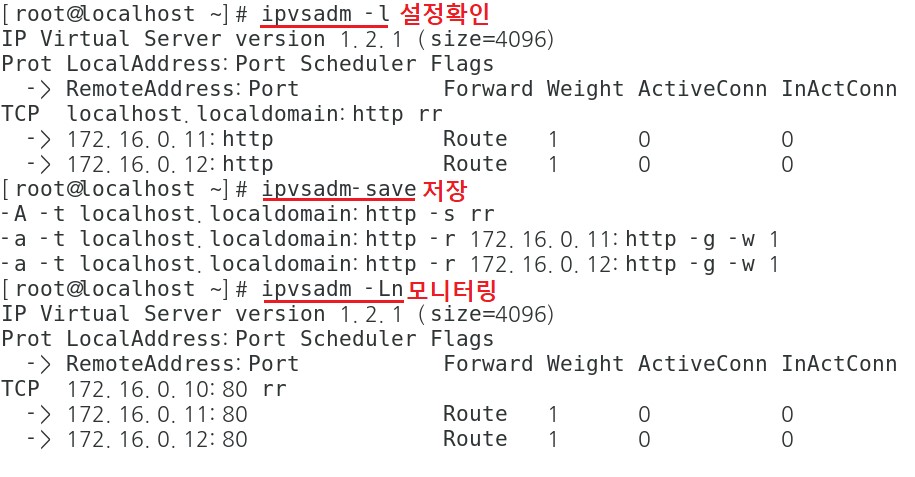 [root@localhost ~]# ipvsadm -l 설정확인
IP Virtual Server version 1.2.1 (size=4096)
Prot LocalAddress:Port Scheduler Flags
  -> RemoteAddress:Port           Forward Weight ActiveConn InActConn
TCP  localhost.localdomain:http rr
  -> 172.16.0.11:http             Route   1      0          0
  -> 172.16.0.12:http             Route   1      0          0
[root@localhost ~]# ipvsadm-save 저장
-A -t localhost.localdomain:http -s rr
-a -t localhost.localdomain:http -r 172.16.0.11:http -g -w 1
-a -t localhost.localdomain:http -r 172.16.0.12:http -g -w 1
[root@localhost ~]# ipvsadm -Ln 모니터링
IP Virtual Server version 1.2.1 (size=4096)
Prot LocalAddress:Port Scheduler Flags
  -> RemoteAddress:Port           Forward Weight ActiveConn InActConn
TCP  172.16.0.10:80 rr
  -> 172.16.0.11:80               Route   1      0          0
  -> 172.16.0.12:80               Route   1      0          0